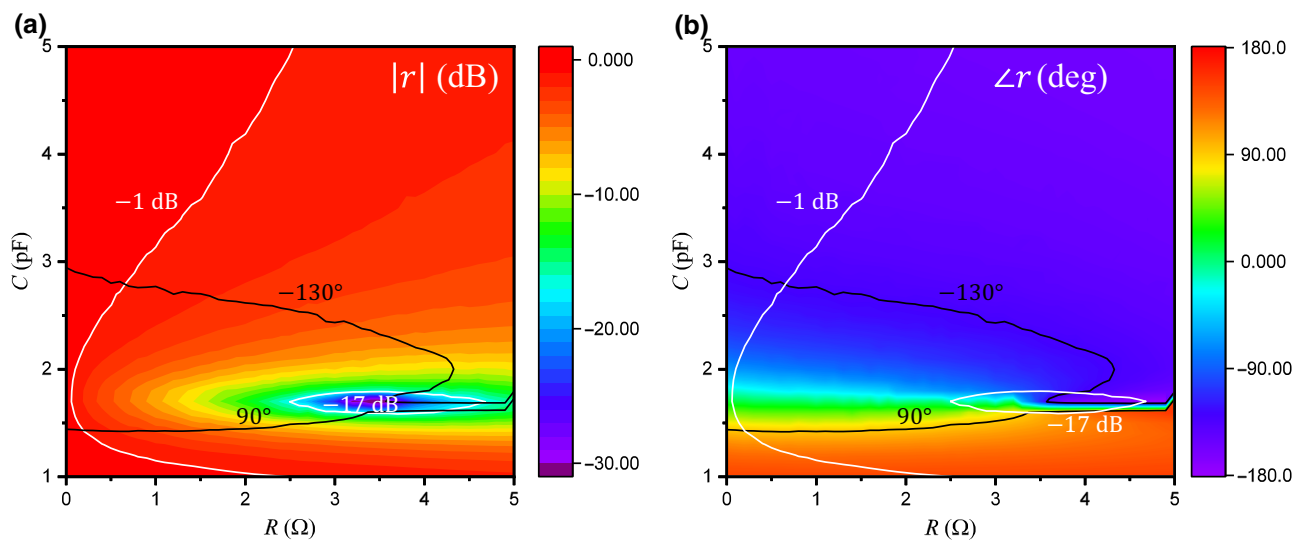 (a)
|r| (dB)
−1 dB
−130°
−17 dB
90°
5
4
3
2
1
C (pF)
0
1
2
3
4
5
R (Ω)
0.000
−10.00
−20.00
−30.00
(b)
∠r (deg)
−1 dB
−130°
90°
−17 dB
5
4
3
2
1
C (pF)
0
1
2
3
4
5
R (Ω)
180.0
90.00
0.000
−90.00
−180.0